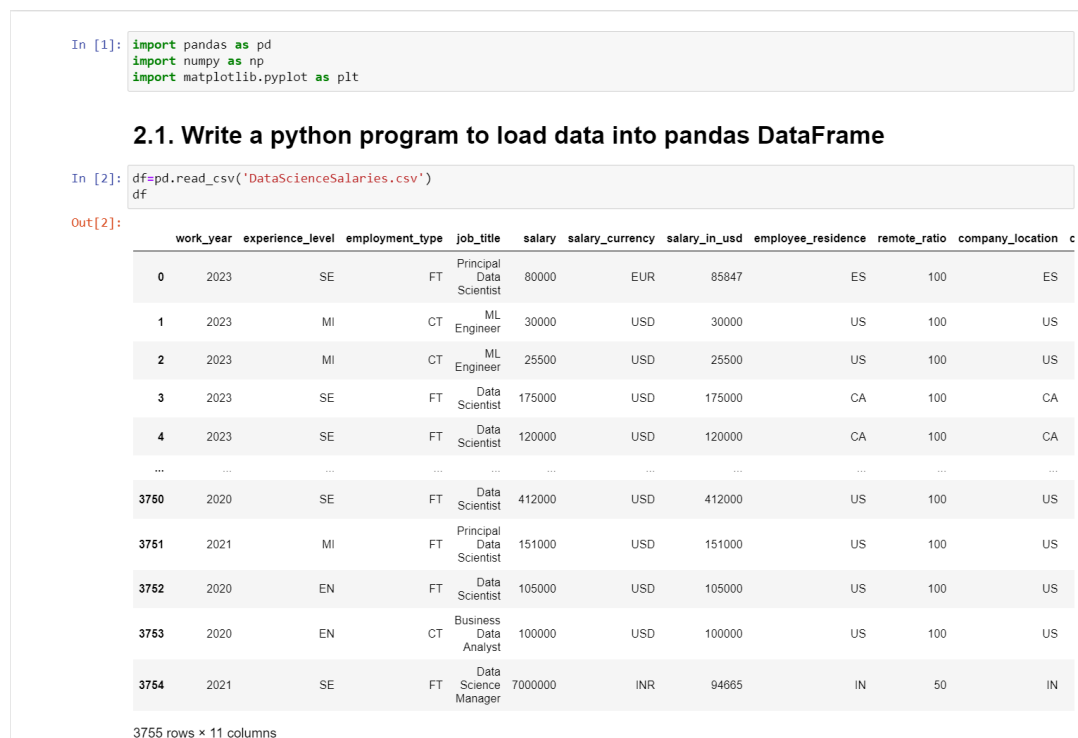 In [1]: import pandas as pd
import numpy as np
import matplotlib.pyplot as plt
2.1. Write a python program to load data into pandas DataFrame
In [2]: df=pd.read_csv('DataScienceSalaries.csv')
df
Out[2]:
work_year experience_level employment_type job_title salary salary_currency salary_in_usd employee_residence remote_ratio company_location c
0 2023 SE FT Principal Data Scientist 80000 EUR 85847 ES 100 ES
1 2023 MI CT ML Engineer 30000 USD 30000 US 100 US
2 2023 MI CT ML Engineer 25500 USD 25500 US 100 US
3 2023 SE FT Data Scientist 175000 USD 175000 CA 100 CA
4 2023 SE FT Data Scientist 120000 USD 120000 CA 100 CA
... ... ... ... ... ... ... ... ... ... ...
3750 2020 SE FT Data Scientist 412000 USD 412000 US 100 US
3751 2021 MI FT Principal Data Scientist 151000 USD 151000 US 100 US
3752 2020 EN FT Data Scientist 105000 USD 105000 US 100 US
3753 2020 EN CT Business Data Analyst 100000 USD 100000 US 100 US
3754 2021 SE FT Data Science Manager 7000000 INR 94665 IN 50 IN
3755 rows × 11 columns